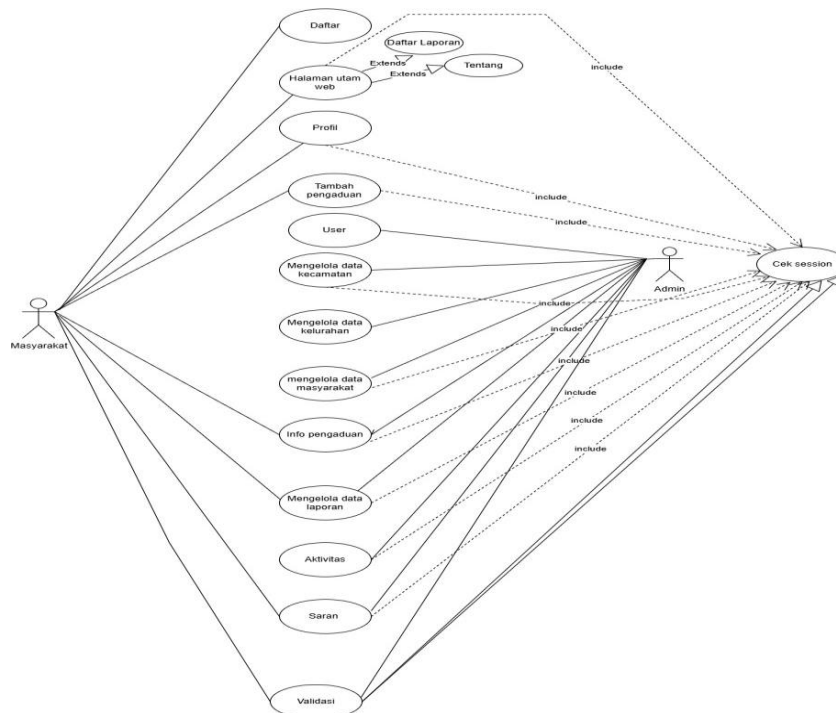 Daftar
Daftar Laporan
Extends
Tentang
Extends
Halaman utam
web
include
Profil
Tambah
pengaduan
include
include
User
Mengelola data
kecamatan
Admin
Cek session
include
Masyarakat
Mengelola data
kelurahan
include
mengelola data
masyarakat
include
include
Info pengaduan
include
include
Mengelola data
laporan
Aktivitas
Saran
Validasi